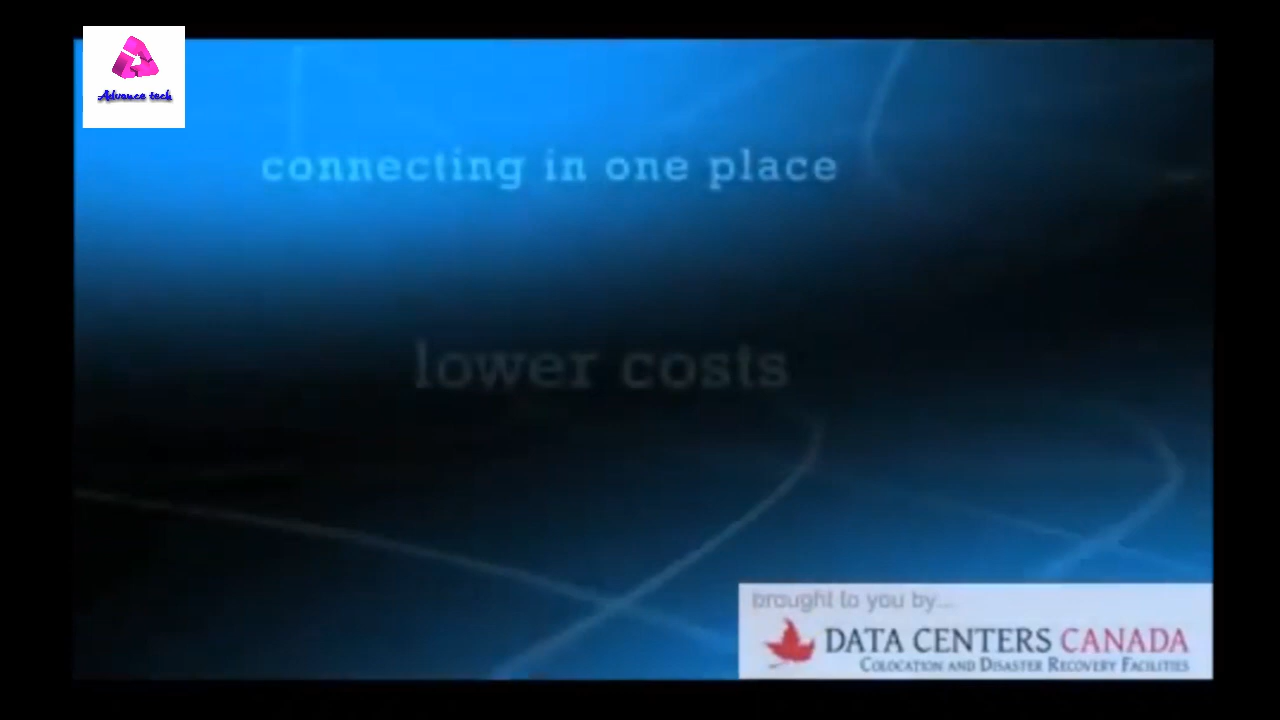 Advance tech
connecting in one place
lower costs
brought to you by...
DATA CENTERS CANADA
COLOCATION AND DISASTER RECOVERY FACILITIES